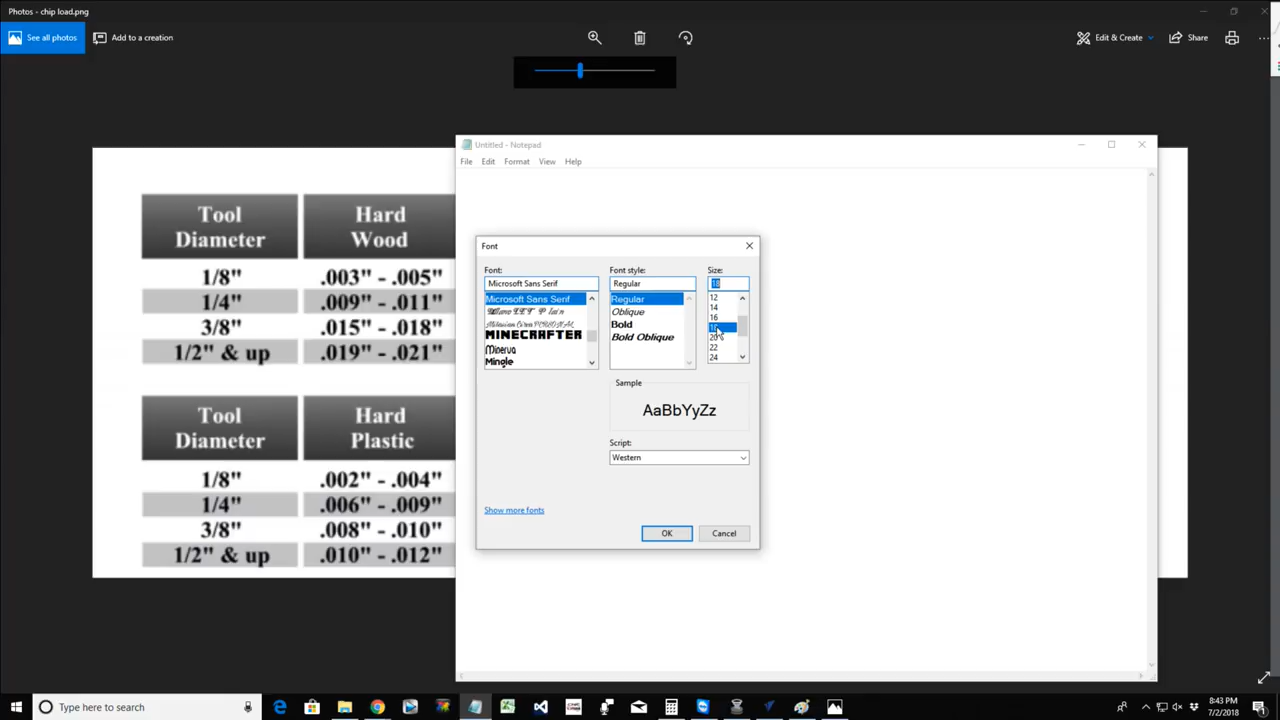 Photos - chip load.png
See all photos
Add to a creation
Edit & Create
Share
Untitled - Notepad
File Edit Format View Help
Tool Diameter
Hard Wood
1/8" .003" - .005"
1/4" .009" - .011"
3/8" .015" - .018"
1/2" & up .019" - .021"
Tool Diameter
Hard Plastic
1/8" .002" - .004"
1/4" .006" - .009"
3/8" .008" - .010"
1/2" & up .010" - .012"
Font
Font: Font style: Size:
Microsoft Sans Serif Regular 18
Microsoft Sans Serif
MINECRAFTER
Minerva
Mingle
Regular
Oblique
Bold
Bold Oblique
12
14
16
18
20
22
24
Sample
AaBbYyZz
Script:
Western
Show more fonts
OK Cancel
Type here to search
8:43 PM
7/2/2018